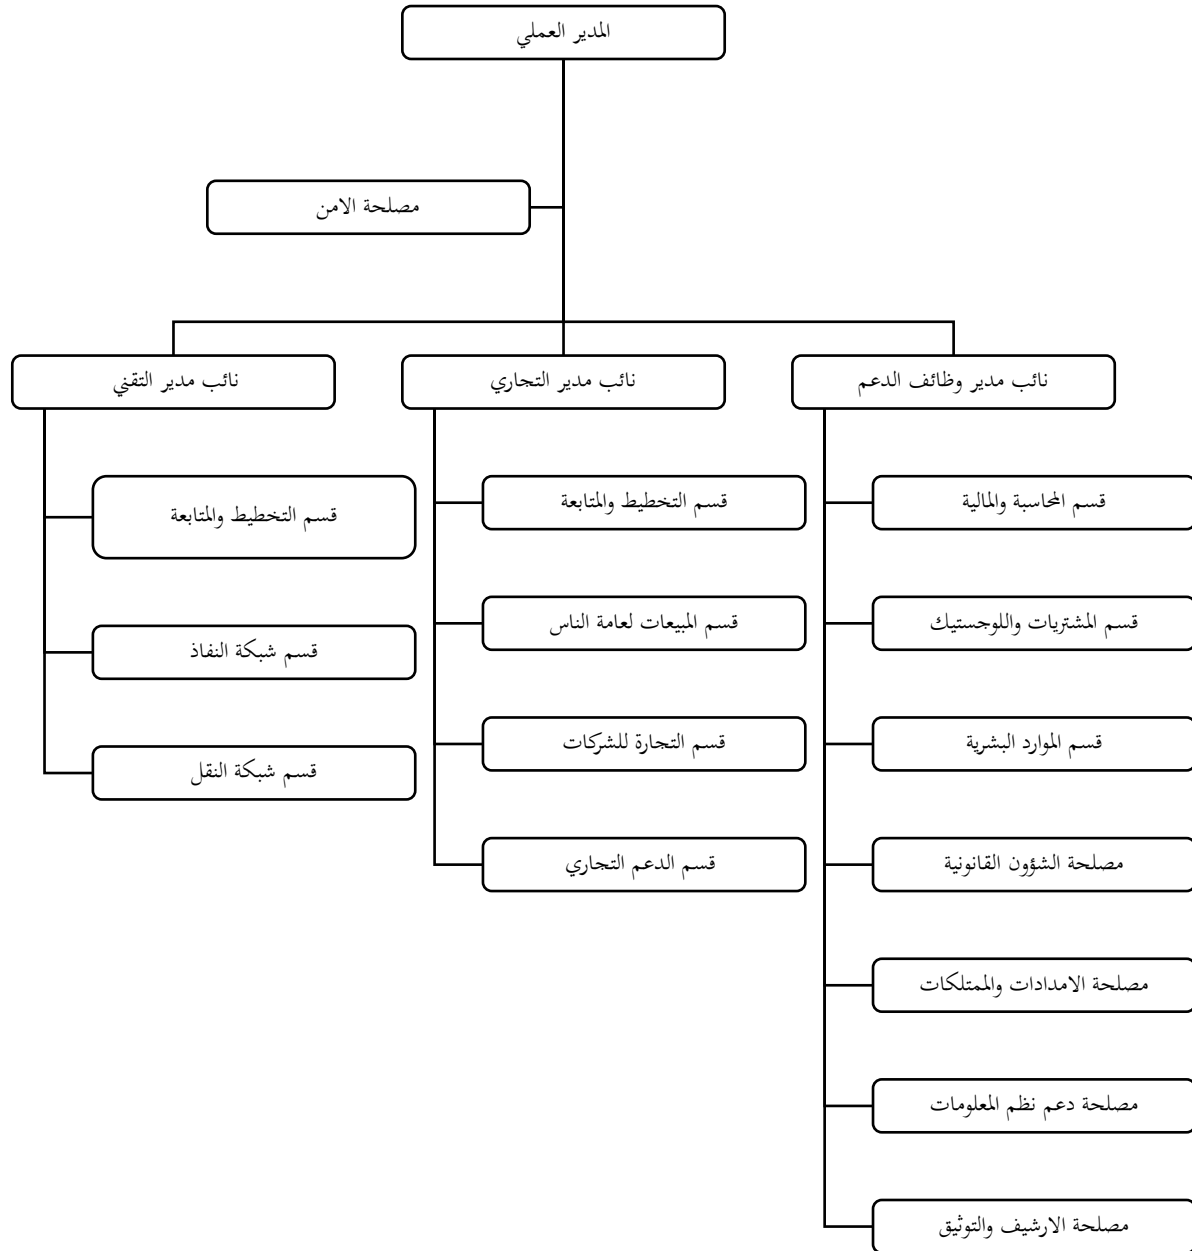 المدير العملي
مصلحة الامن
نائب مدير وظائف الدعم
نائب مدير التجاري
نائب مدير التقني
قسم المحاسبة والمالية
قسم المشتريات واللوجستيك
قسم الموارد البشرية
مصلحة الشؤون القانونية
مصلحة الامدادات والممتلكات
مصلحة دعم نظم المعلومات
مصلحة الارشيف والتوثيق
قسم التخطيط والمتابعة
قسم المبيعات لعامة الناس
قسم التجارة للشركات
قسم الدعم التجاري
قسم التخطيط والمتابعة
قسم شبكة النفاذ
قسم شبكة النقل